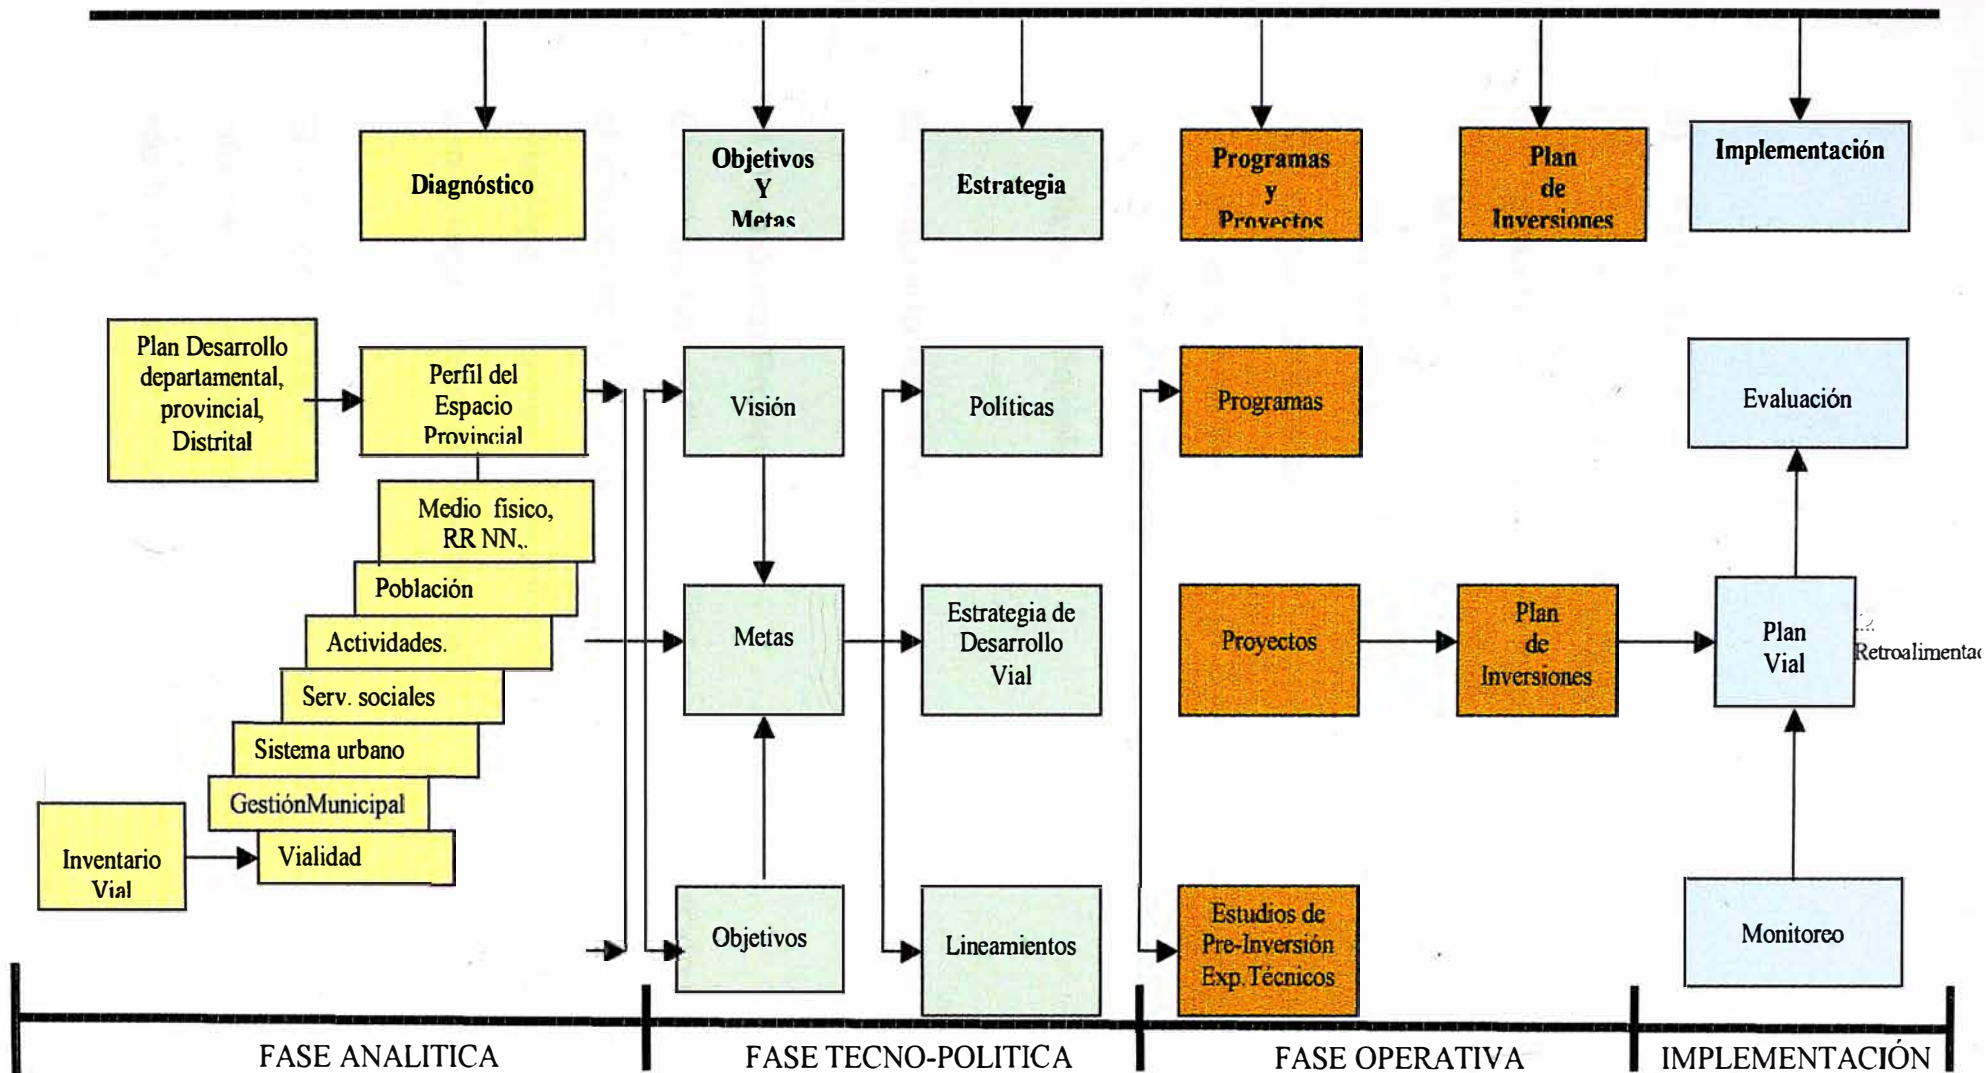 Diagnóstico
Objetivos
Y
Metas
Estrategia
Programas
y
Proyectos
Plan
de
Inversiones
Implementación
Plan Desarrollo
departamental,
provincial,
Distrital
Perfil del
Espacio
Provincial
Visión
Políticas
Programas
Evaluación
Medio físico,
RR NN,.
Población
Actividades.
Serv. sociales
Sistema urbano
GestiónMunicipal
Vialidad
Inventario
Vial
Metas
Estrategia de
Desarrollo
Vial
Proyectos
Plan
de
Inversiones
Plan
Vial
Retroalimentac
Objetivos
Lineamientos
Estudios de
Pre-Inversión
Exp. Técnicos
Monitoreo
FASE ANALITICA
FASE TECNO-POLITICA
FASE OPERATIVA
IMPLEMENTACIÓN